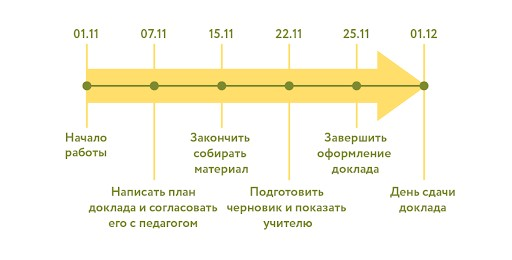 01.11
07.11
15.11
22.11
25.11
01.12
Начало
работы
Написать план
доклада и согласовать
его с педагогом
Закончить
собирать
материал
Подготовить
черновик и показать
учителю
Завершить
оформление
доклада
День сдачи
доклада